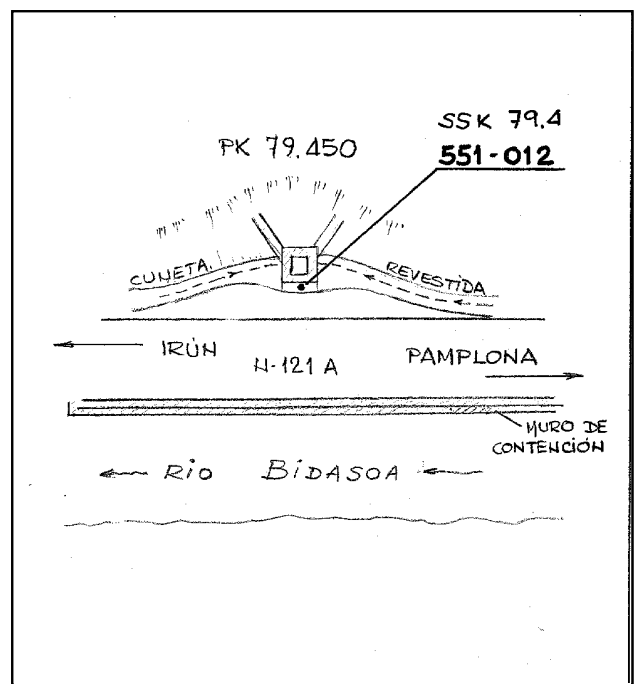 SSK 79.4
PK 79.450
551-012
CUNETA
REVESTIDA
IRÚN
N-121 A
PAMPLONA
MURO DE
CONTENCIÓN
RIO BIDASOA